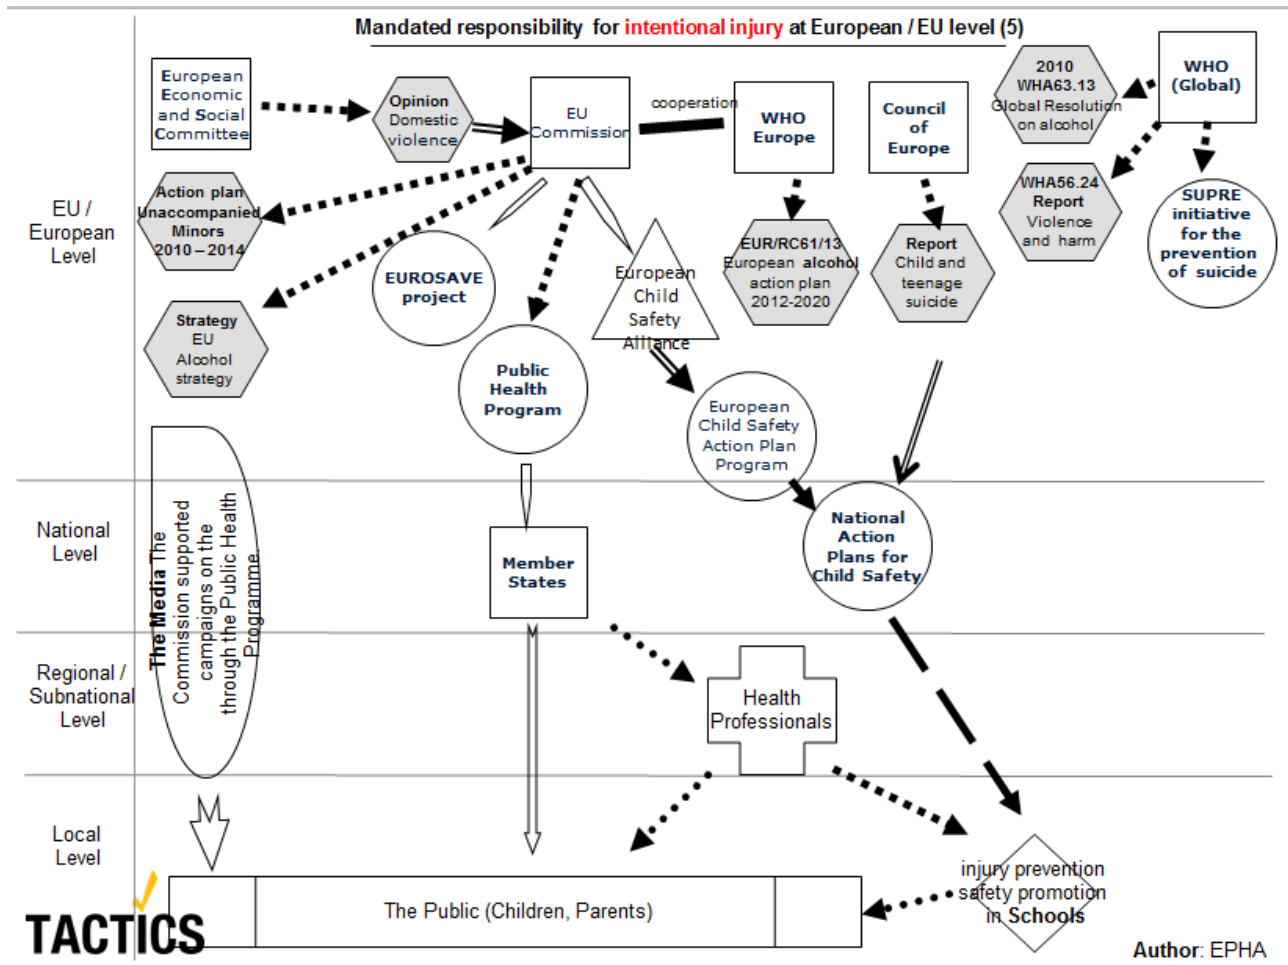 Mandated responsibility for intentional injury at European / EU level (5)
European
Economic
and Social
Committee
Opinion
Domestic
violence
EU
Commission
cooperation
WHO
Europe
Council
of
Europe
2010
WHA63.13
Global Resolution
on alcohol
WHO
(Global)
EU /
European
Level
Action plan
Unaccompanied
Minors
2010 – 2014
EUROSAVE
project
European
Child
Safety
Alliance
EUR/RC61/13
European alcohol
action plan
2012-2020
Report
Child and
teenage
suicide
WHA56.24
Report
Violence
and harm
SUPRE
initiative
for the
prevention
of suicide
Strategy
EU
Alcohol
strategy
Public
Health
Program
European
Child Safety
Action Plan
Program
National
Level
The Media The
Commission supported
campaigns on the
through the Public Health
Programme.
Member
States
National
Action
Plans for
Child Safety
Regional /
Subnational
Level
Health
Professionals
Local
Level
The Public (Children, Parents)
injury prevention
safety promotion
in Schools
TACTICS
Author: EPHA